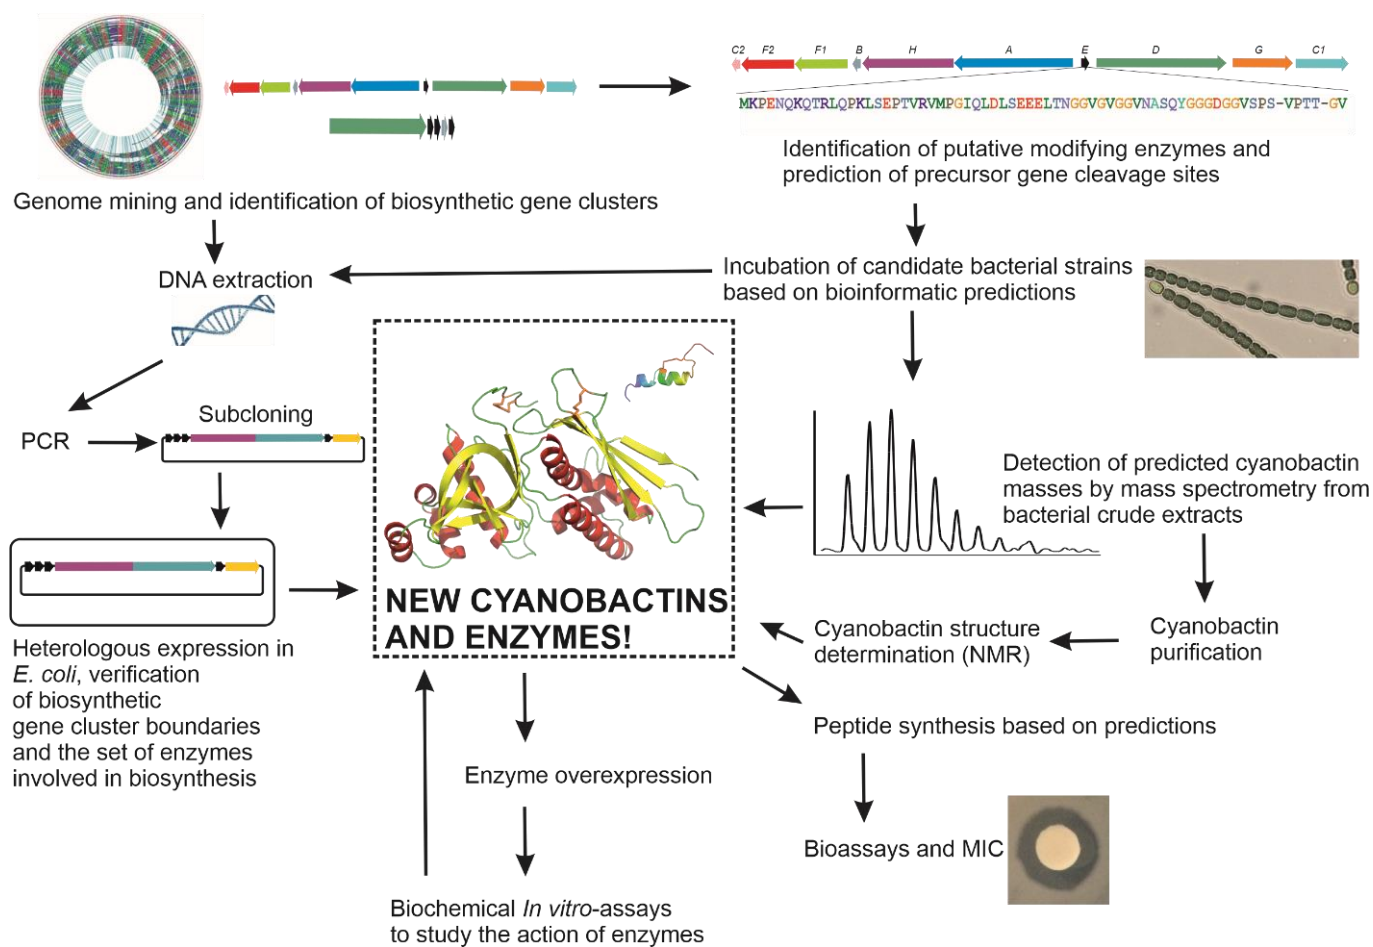 C2 F2 F1 B H A E D G C1
MKPENQKQTRLQPKLSEPTVRVMPGIQLDLSEEELTNGGVGVGGVNASQYGGGDGGVSPS-VPTT-GV
Identification of putative modifying enzymes and
prediction of precursor gene cleavage sites
Genome mining and identification of biosynthetic gene clusters
DNA extraction
Incubation of candidate bacterial strains
based on bioinformatic predictions
Subcloning
PCR
Detection of predicted cyanobactin
masses by mass spectrometry from
bacterial crude extracts
NEW CYANOBACTINS
AND ENZYMES!
Cyanobactin structure
determination (NMR)
Cyanobactin
purification
Heterologous expression in
E. coli, verification
of biosynthetic
gene cluster boundaries
and the set of enzymes
involved in biosynthesis
Peptide synthesis based on predictions
Enzyme overexpression
Bioassays and MIC
Biochemical In vitro-assays
to study the action of enzymes